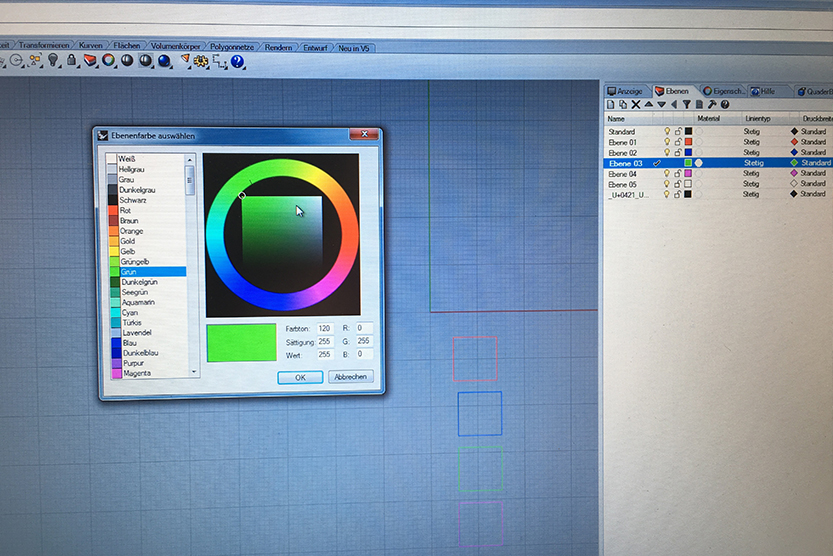 Transformieren Kurven Flächen Volumenkörper Polygonnetze Rendern Entwurf Neu in V5
Ebenenfarbe auswählen
Weiß
Hellgrau
Grau
Dunkelgrau
Schwarz
Rot
Braun
Orange
Gold
Gelb
Grüngelb
Grün
Dunkelgrün
Seegrün
Aquamarin
Cyan
Türkis
Lavendel
Blau
Dunkelblau
Purpur
Magenta
Farbton: 120 R: 0
Sättigung: 255 G: 255
Wert: 255 B: 0
OK Abbrechen
Anzeige Ebenen Eigensch... Hilfe
Name Material Linientyp Druckbreite
Standard Stetig Standard
Ebene 01 Stetig Standard
Ebene 02 Stetig Standard
Ebene 03 Stetig Standard
Ebene 04 Stetig Standard
Ebene 05 Stetig Standard
_U+0421_U... Stetig Standard